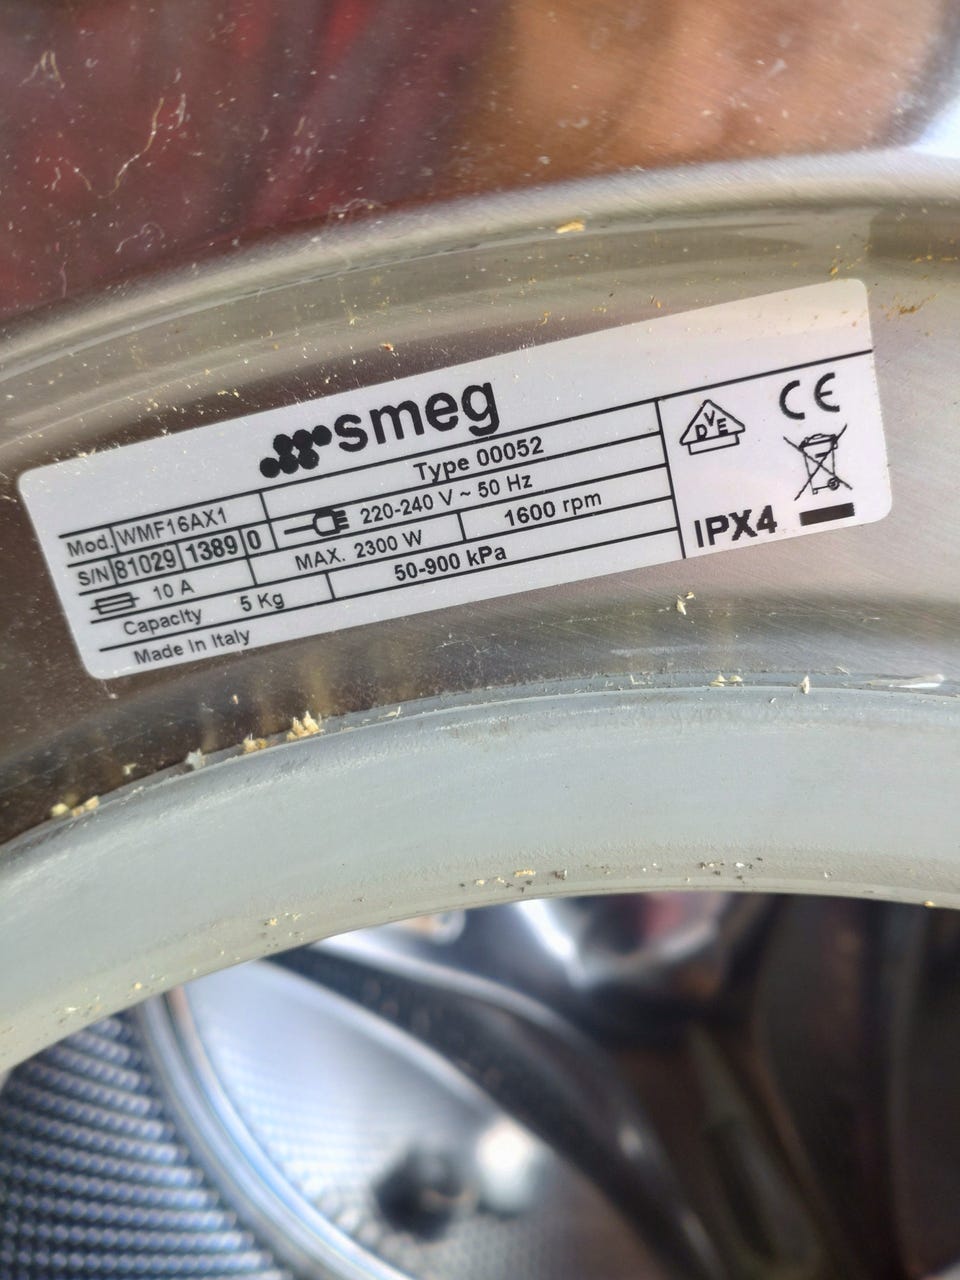 smeg
Type 00052
Mod. WMF16AX1
220-240 V ~ 50 Hz
S/N 81029 1389 0
MAX. 2300 W 1600 rpm
10 A
50-900 kPa
Capacity 5 Kg
Made in Italy
DVE
CE
IPX4